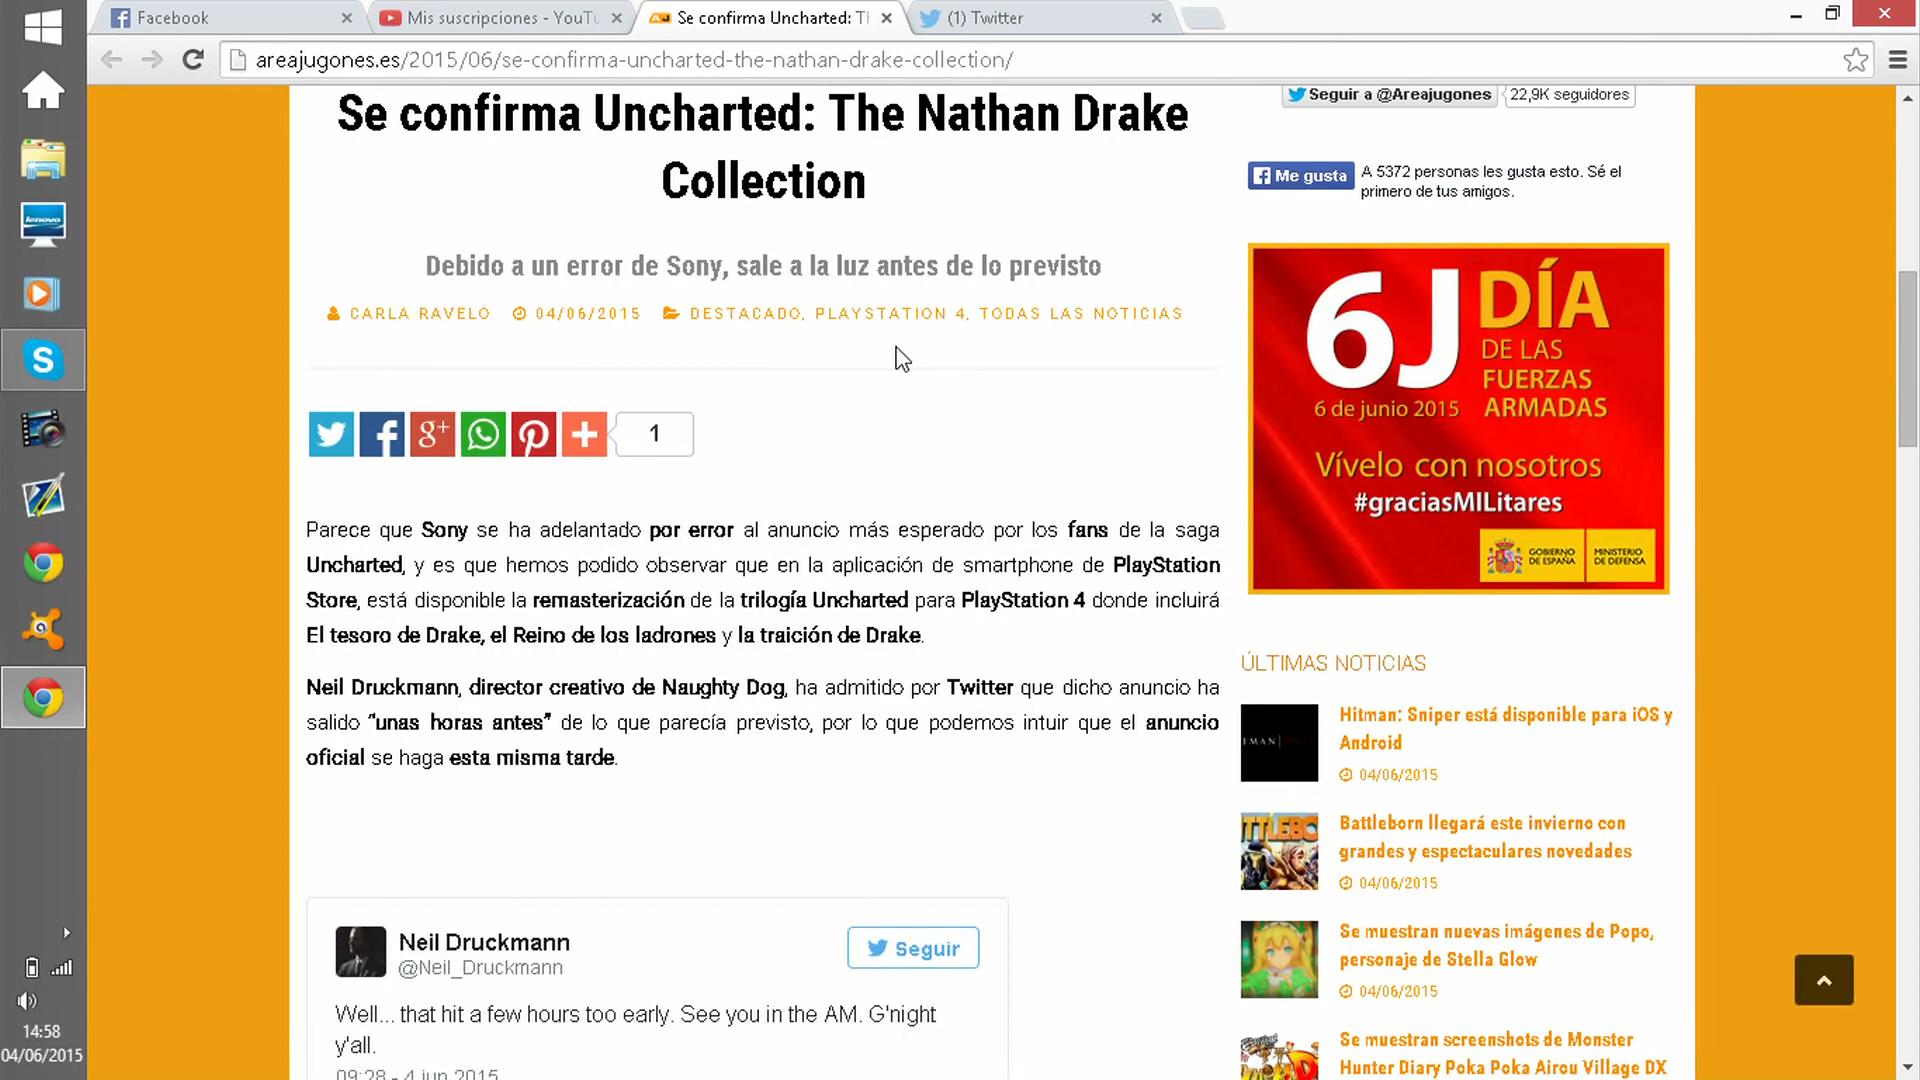 Facebook
Mis suscripciones - YouTu
Se confirma Uncharted: Th
(1) Twitter
areajugones.es/2015/06/se-confirma-uncharted-the-nathan-drake-collection/
Se confirma Uncharted: The Nathan Drake
Collection
Debido a un error de Sony, sale a la luz antes de lo previsto
CARLA RAVELO 04/06/2015 DESTACADO, PLAYSTATION 4, TODAS LAS NOTICIAS
1
Parece que Sony se ha adelantado por error al anuncio más esperado por los fans de la saga
Uncharted, y es que hemos podido observar que en la aplicación de smartphone de PlayStation
Store, está disponible la remasterización de la trilogía Uncharted para PlayStation 4 donde incluirá
El tesoro de Drake, el Reino de los ladrones y la traición de Drake.
Neil Druckmann, director creativo de Naughty Dog, ha admitido por Twitter que dicho anuncio ha
salido “unas horas antes” de lo que parecía previsto, por lo que podemos intuir que el anuncio
oficial se haga esta misma tarde.
Neil Druckmann
@Neil_Druckmann
Seguir
Well... that hit a few hours too early. See you in the AM. G'night
y'all.
09:28 - 4 jun 2015
Seguir a @Areajugones
22,9K seguidores
Me gusta
A 5372 personas les gusta esto. Sé el
primero de tus amigos.
6J DÍA
DE LAS
FUERZAS
ARMADAS
6 de junio 2015
Vívelo con nosotros
#graciasMILitares
GOBIERNO
DE ESPAÑA
MINISTERIO
DE DEFENSA
ÚLTIMAS NOTICIAS
Hitman: Sniper está disponible para iOS y
Android
04/06/2015
Battleborn llegará este invierno con
grandes y espectaculares novedades
04/06/2015
Se muestran nuevas imágenes de Popo,
personaje de Stella Glow
04/06/2015
Se muestran screenshots de Monster
Hunter Diary Poka Poka Airou Village DX
lenovo
14:58
04/06/2015